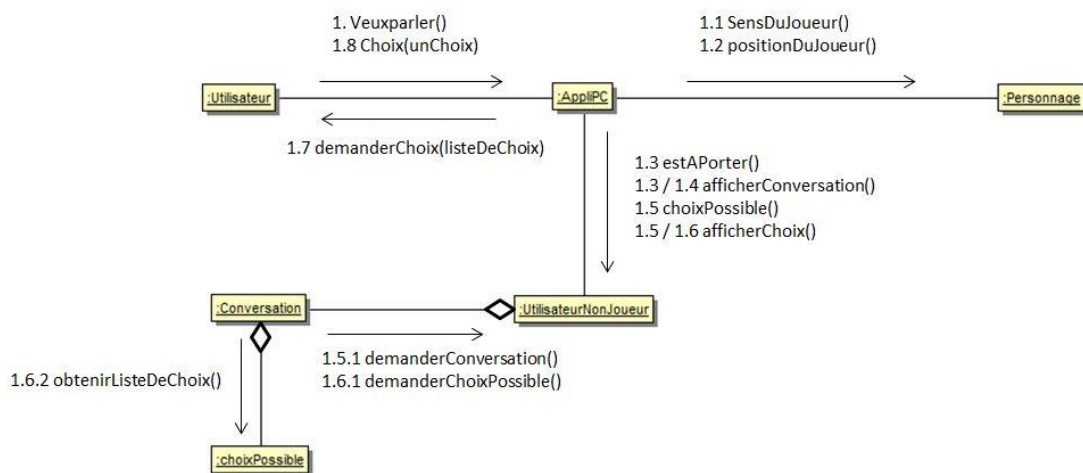 1. Veuxparler()
1.8 Choix(unChoix)
1.1 SensDuJoueur()
1.2 positionDuJoueur()
:Utilisateur
:AppliPC
:Personnage
1.7 demanderChoix(listeDeChoix)
1.3 estAPorter()
1.3 / 1.4 afficherConversation()
1.5 choixPossible()
1.5 / 1.6 afficherChoix()
:Conversation
:UtilisateurNonJoueur
1.5.1 demanderConversation()
1.6.1 demanderChoixPossible()
1.6.2 obtenirListeDeChoix()
:choixPossible